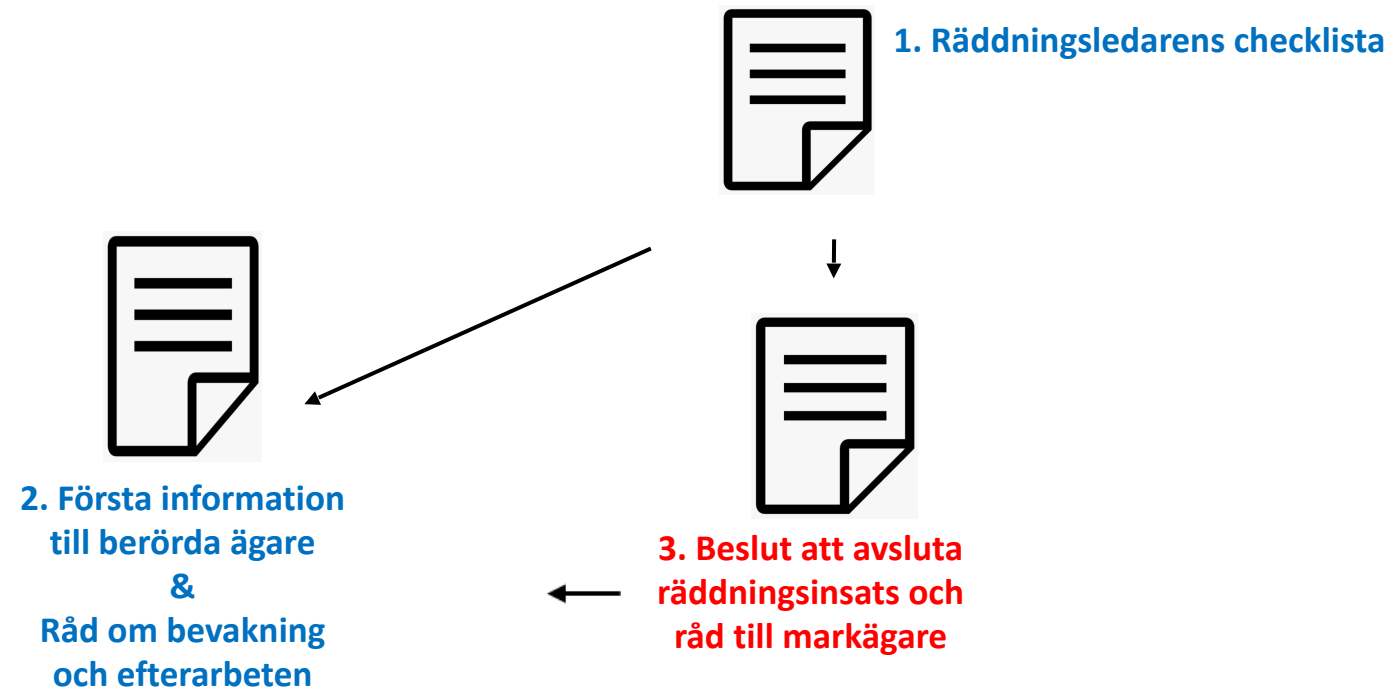 1. Räddningsledarens checklista
2. Första information
till berörda ägare
&
Råd om bevakning
och efterarbeten
3. Beslut att avsluta
räddningsinsats och
råd till markägare